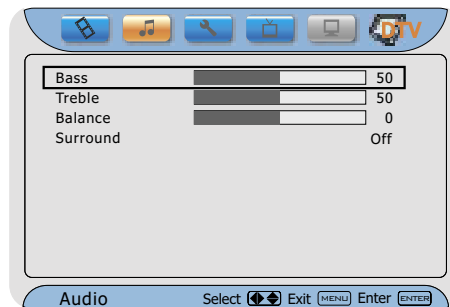 DTV
Bass 50
Treble 50
Balance 0
Surround Off
Audio Select Exit MENU Enter ENTER